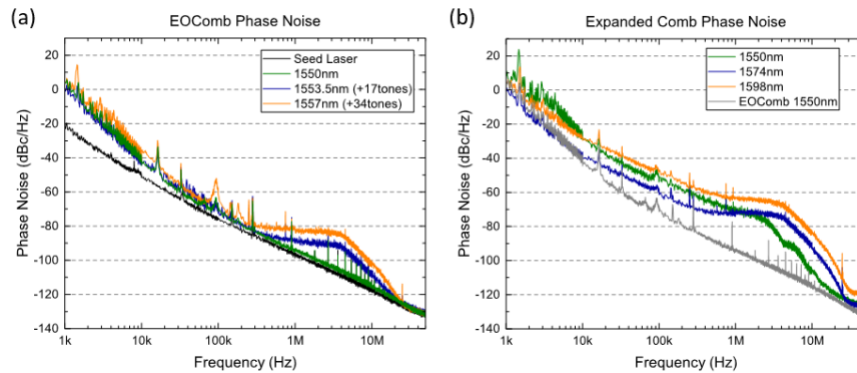 (a)
EOComb Phase Noise
Seed Laser
1550nm
1553.5nm (+17tones)
1557nm (+34tones)
20
0
-20
-40
-60
-80
-100
-120
-140
Phase Noise (dBc/Hz)
1k
10k
100k
1M
10M
Frequency (Hz)
(b)
Expanded Comb Phase Noise
1550nm
1574nm
1598nm
EOComb 1550nm
20
0
-20
-40
-60
-80
-100
-120
-140
Phase Noise (dBc/Hz)
1k
10k
100k
1M
10M
Frequency (Hz)